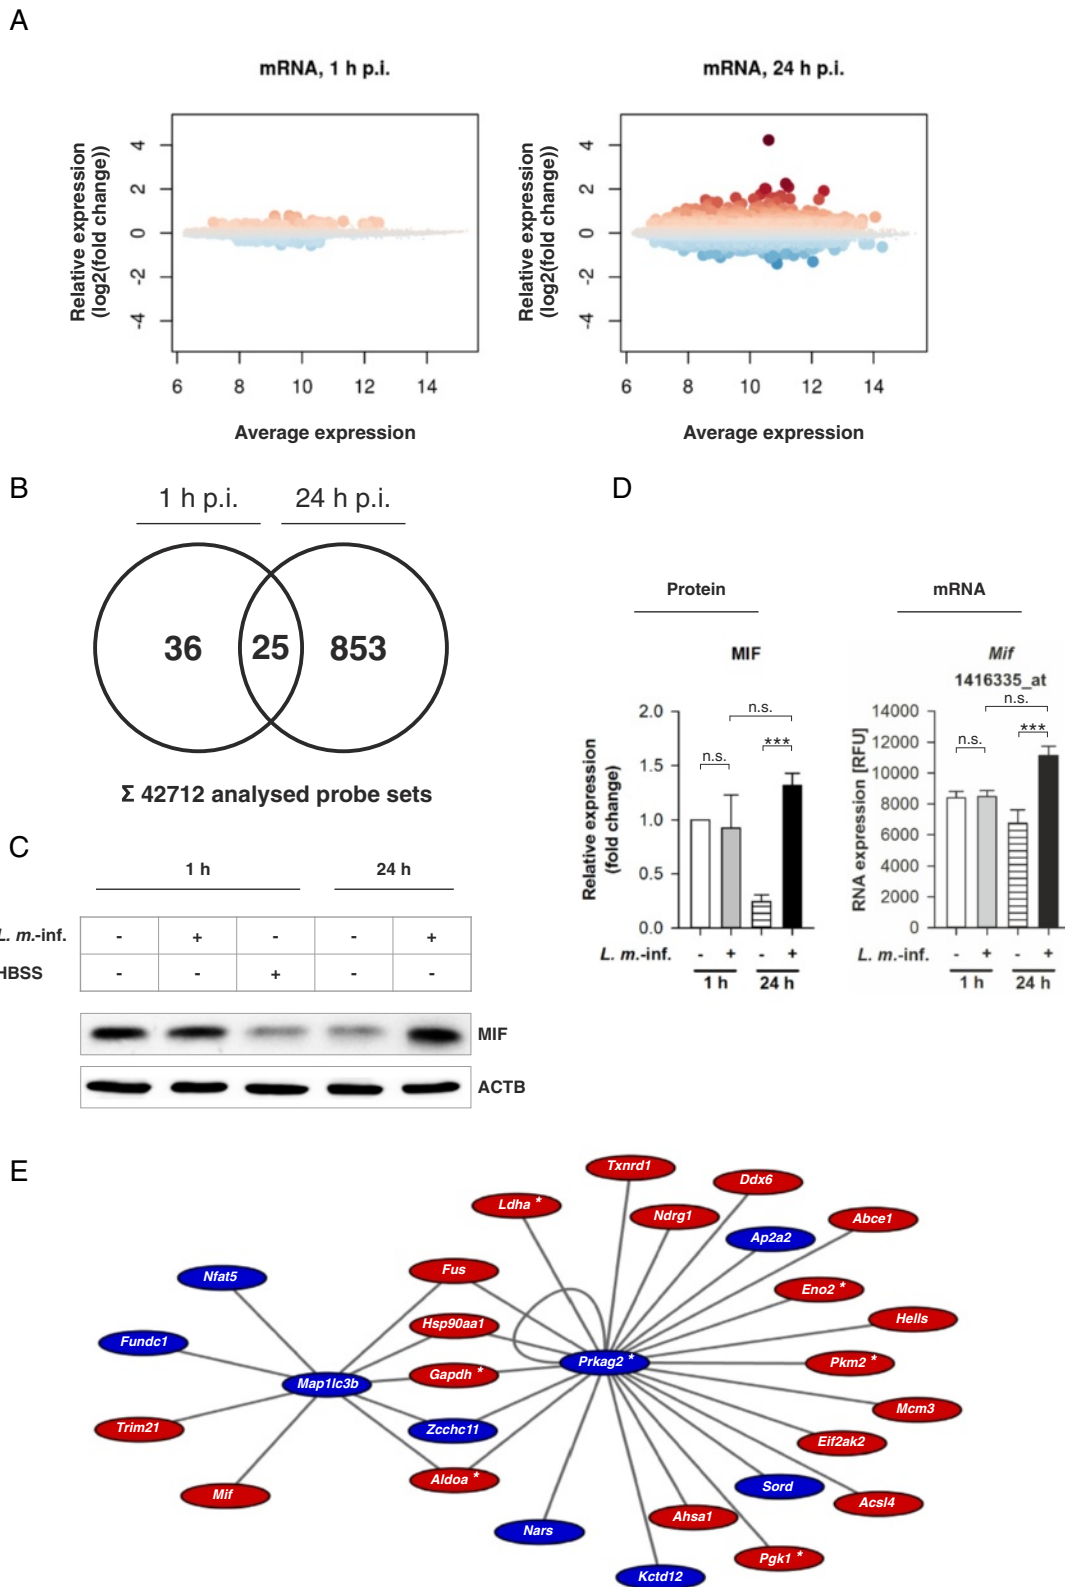 A
mRNA, 1 h p.i.
mRNA, 24 h p.i.
Relative expression
(log2(fold change))
4
2
0
-2
-4
6 8 10 12 14
Average expression
Relative expression
(log2(fold change))
4
2
0
-2
-4
6 8 10 12 14
Average expression
B
1 h p.i.
24 h p.i.
36
25
853
Σ 42712 analysed probe sets
C
1 h
24 h
L. m.-inf.
- + - - +
HBSS
- - + - -
MIF
ACTB
D
Protein
MIF
Relative expression
(fold change)
2.0
1.5
1.0
0.5
0.0
n.s.
n.s.
***
L. m.-inf. - + - +
1 h 24 h
mRNA
Mif
1416335_at
RNA expression [RFU]
14000
12000
10000
8000
6000
4000
2000
0
n.s.
n.s.
***
L. m.-inf. - + - +
1 h 24 h
E
Txnrd1
Ddx6
Ldha *
Ndrg1
Abce1
Ap2a2
Nfat5
Fus
Eno2 *
Hsp90aa1
Hells
Fundc1
Prkag2 *
Pkm2 *
Gapdh *
Map1lc3b
Mcm3
Trim21
Zcchc11
Eif2ak2
Aldoa *
Sord
Mif
Acsl4
Ahsa1
Nars
Pgk1 *
Kctd12